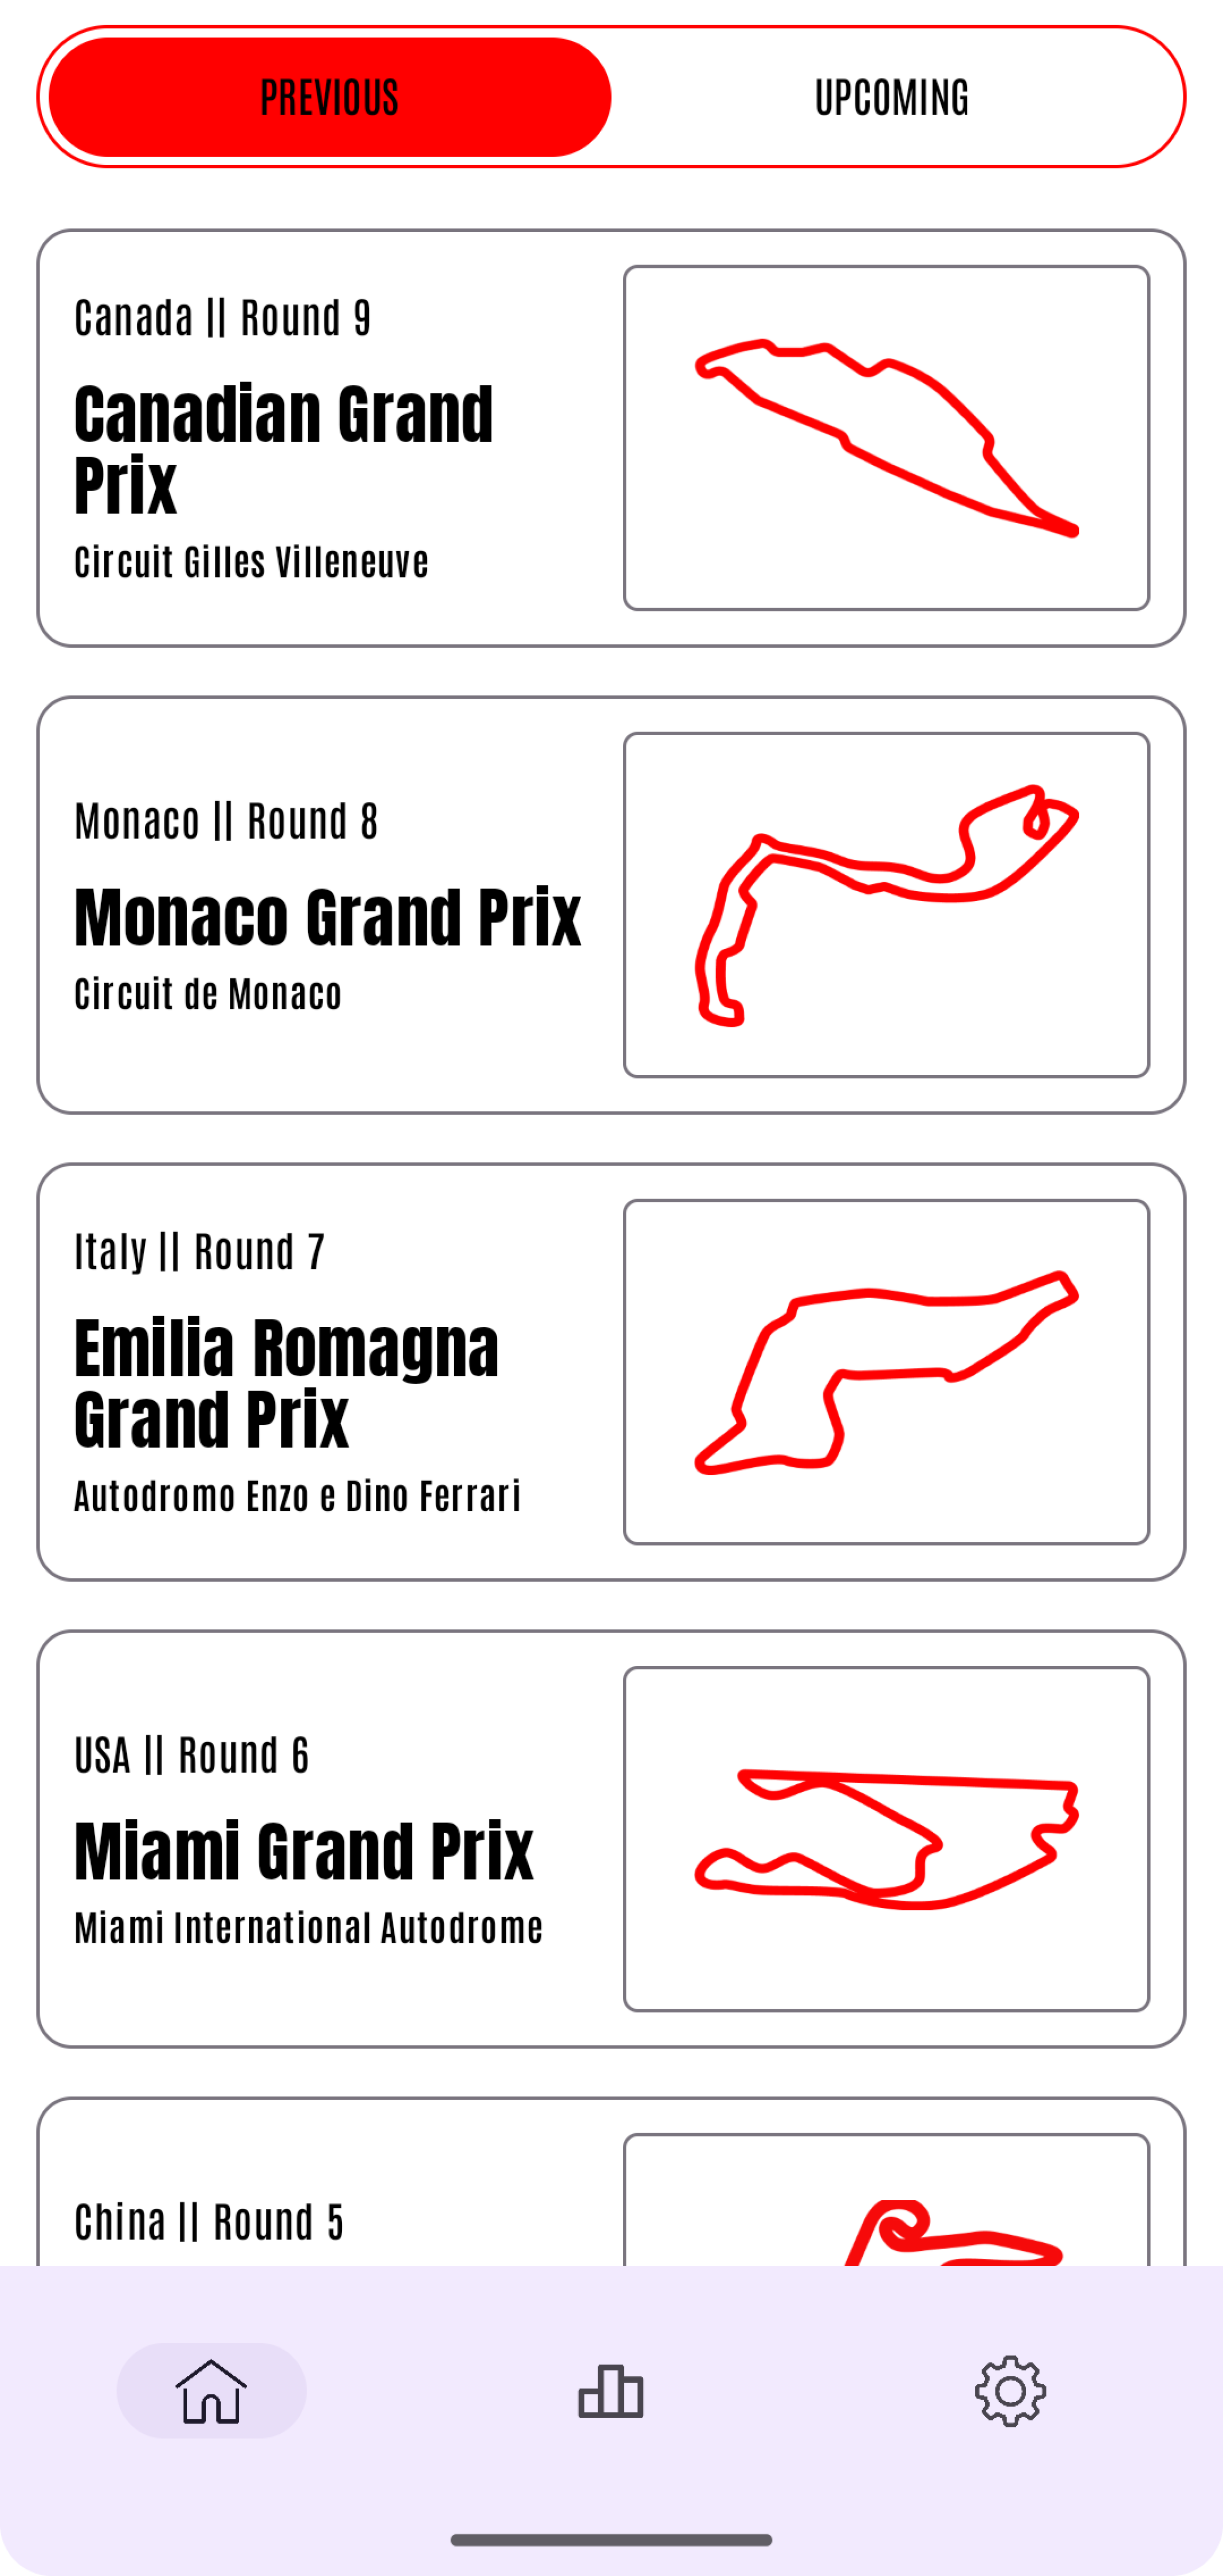 PREVIOUS
UPCOMING
Canada || Round 9
Canadian Grand
Prix
Circuit Gilles Villeneuve
Monaco || Round 8
Monaco Grand Prix
Circuit de Monaco
Italy || Round 7
Emilia Romagna
Grand Prix
Autodromo Enzo e Dino Ferrari
USA || Round 6
Miami Grand Prix
Miami International Autodrome
China || Round 5